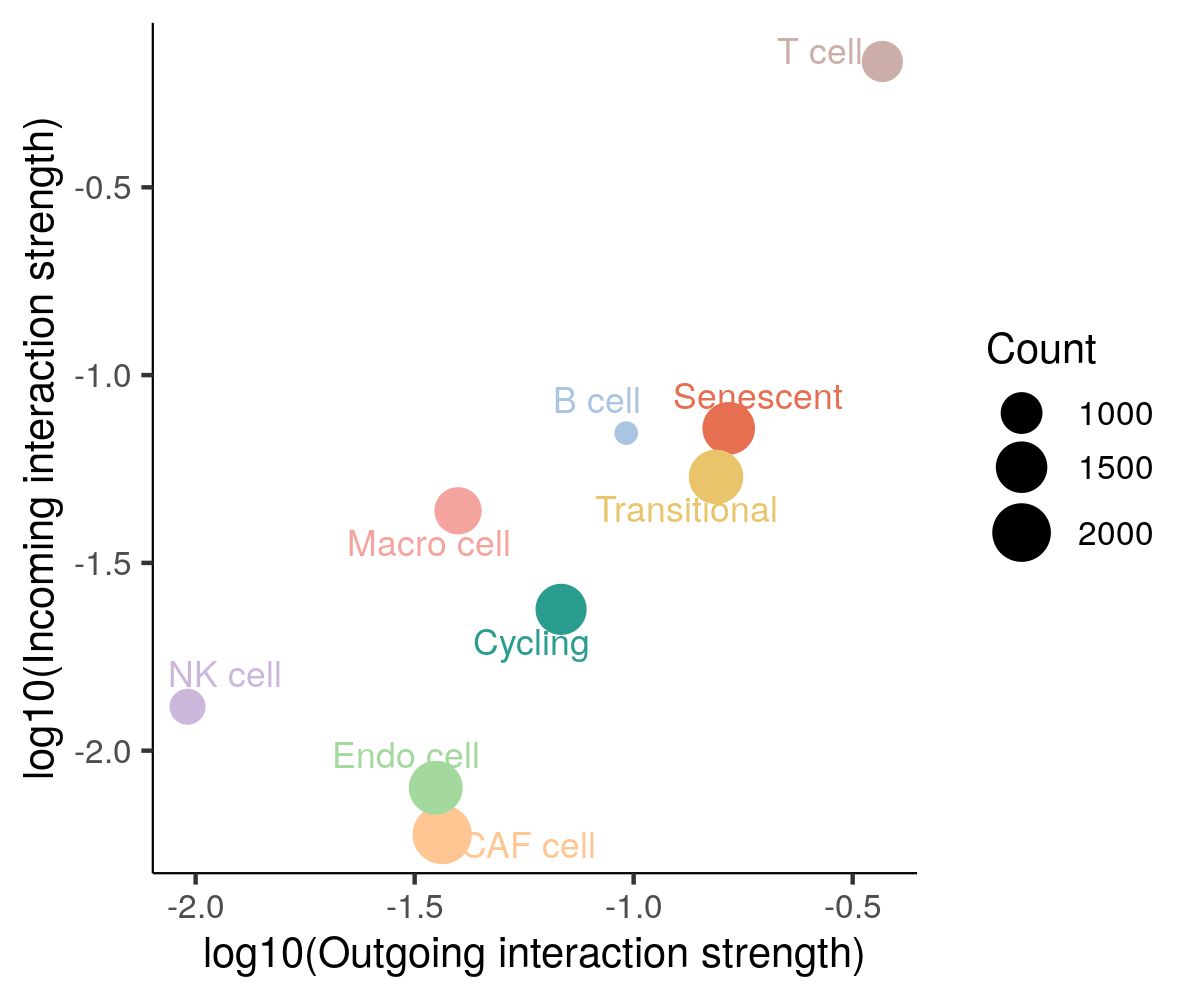 T cell
-0.5
-1.0
-1.5
-2.0
log10(Incoming interaction strength)
B cell
Senescent
Transitional
Macro cell
Cycling
NK cell
Endo cell
CAF cell
Count
1000
1500
2000
-2.0
-1.5
-1.0
-0.5
log10(Outgoing interaction strength)